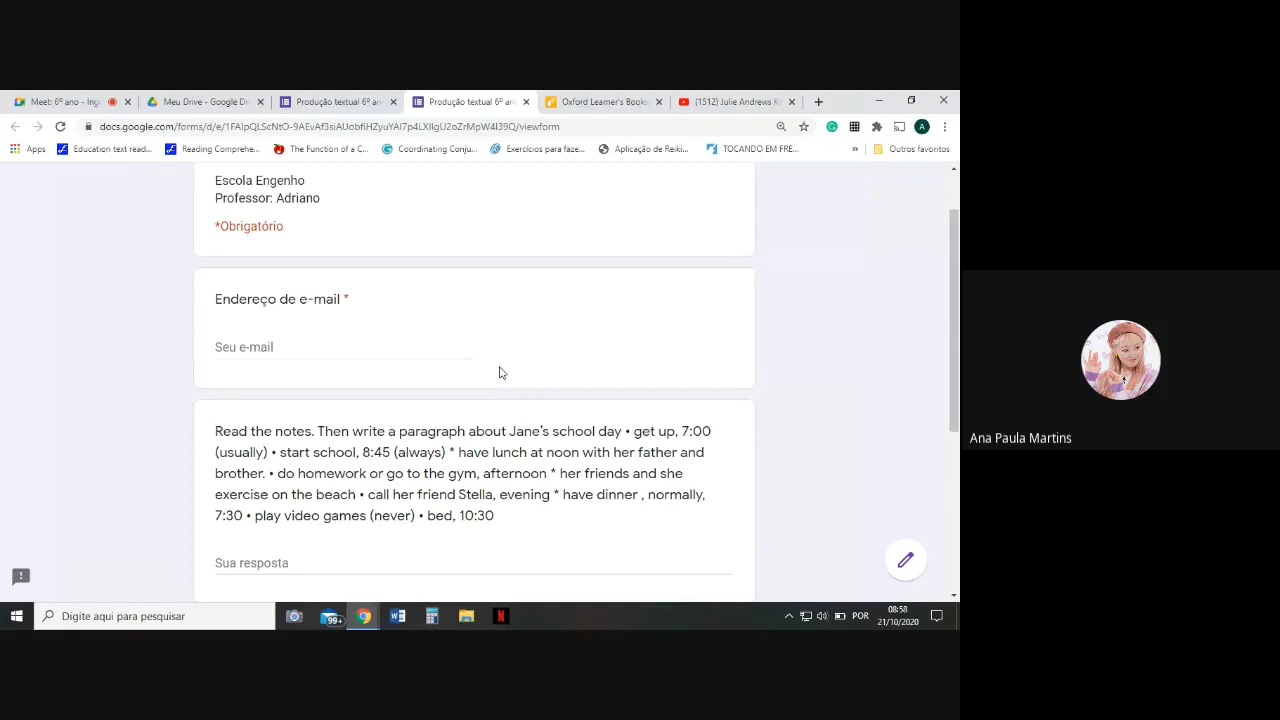 Meet: 6º ano - Ing
Meu Drive - Google Dr
Produção textual 6º ano
Produção textual 6º ano
Oxford Learner's Books
(1512) Julie Andrews K
docs.google.com/forms/d/e/1FAIpQLScNtO-9AEvAf3siAUobfiHZyuYAI7p4LXIIgU2oZrMpW4I39Q/viewform
Apps
Education text read...
Reading Comprehe...
The Function of a C...
Coordinating Conju...
Exercícios para faze...
Aplicação de Reiki...
TOCANDO EM FRE...
»
Outros favoritos
Escola Engenho
Professor: Adriano
*Obrigatório
Endereço de e-mail *
Seu e-mail
Read the notes. Then write a paragraph about Jane's school day • get up, 7:00
(usually) • start school, 8:45 (always) * have lunch at noon with her father and
brother. • do homework or go to the gym, afternoon * her friends and she
exercise on the beach • call her friend Stella, evening * have dinner , normally,
7:30 • play video games (never) • bed, 10:30
Sua resposta
Ana Paula Martins
Digite aqui para pesquisar
99+
N
POR
08:58
21/10/2020